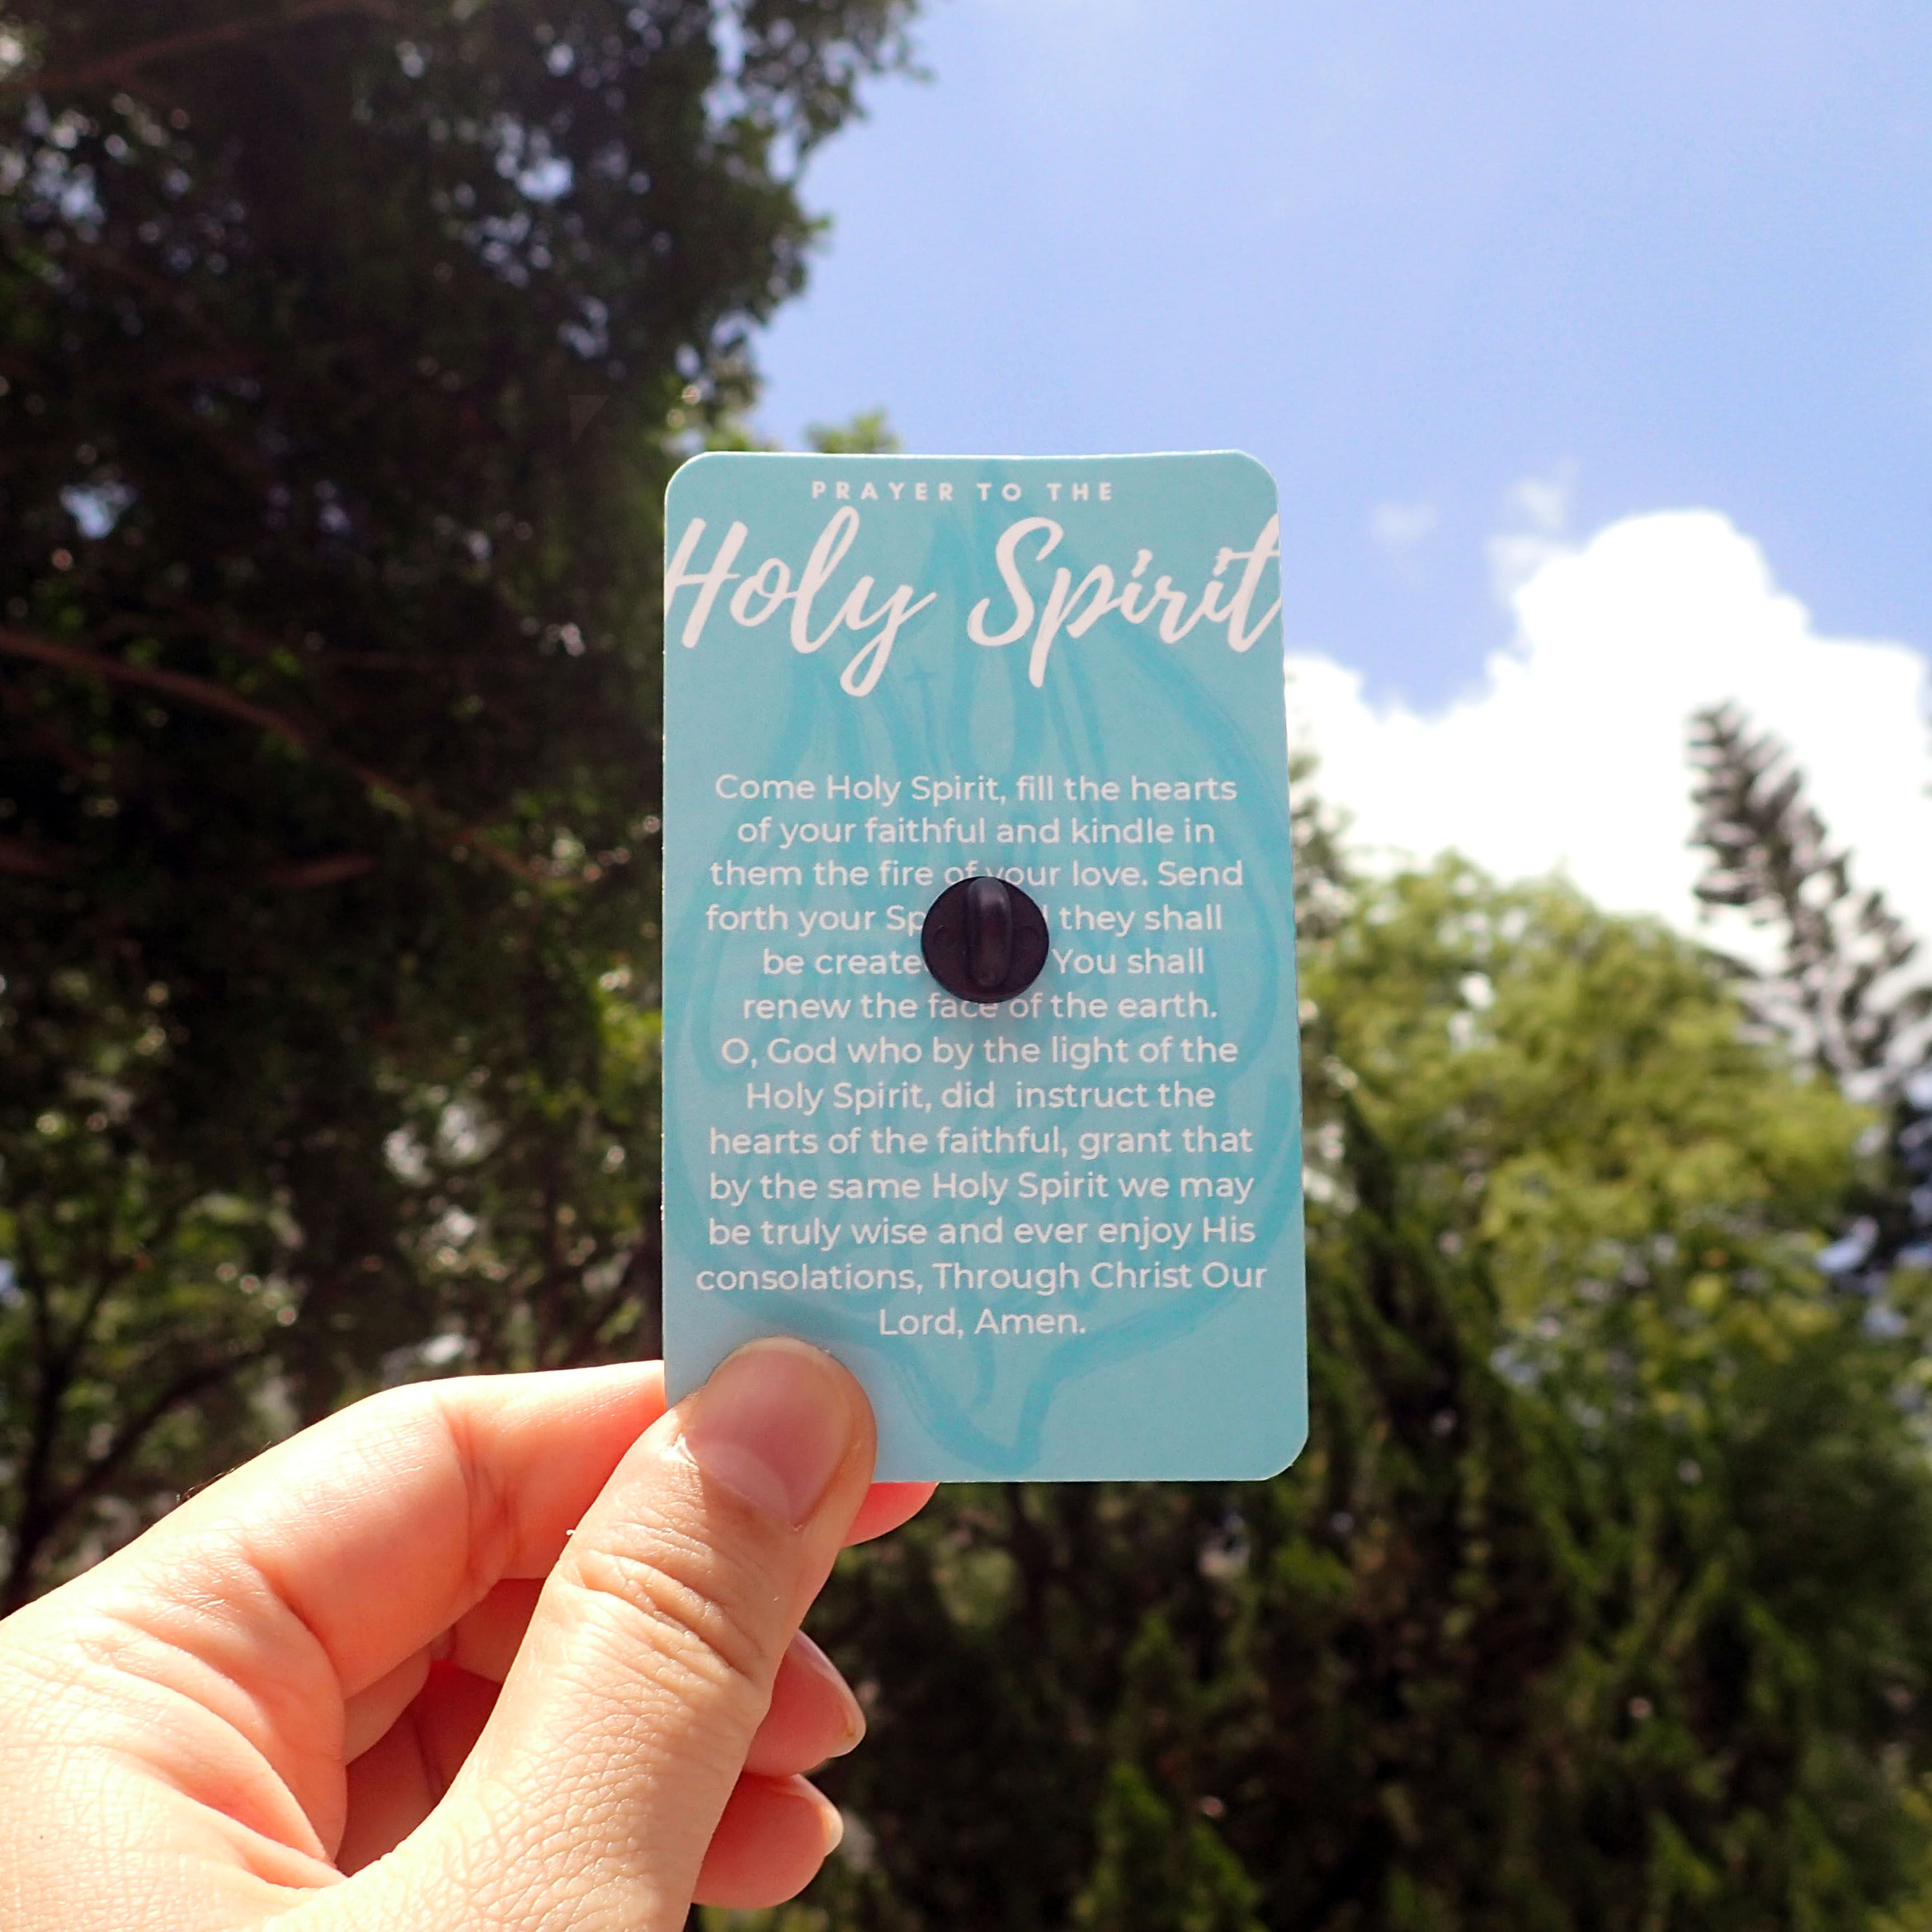 PRAYER TO THE
Holy Spirit
Come Holy Spirit, fill the hearts
of your faithful and kindle in
them the fire of your love. Send
forth your they shall
be You shall
renew the face of the earth.
O, God who by the light of the
Holy Spirit, did instruct the
hearts of the faithful, grant that
by the same Holy Spirit we may
be truly wise and ever enjoy His
consolations, Through Christ Our
Lord, Amen.